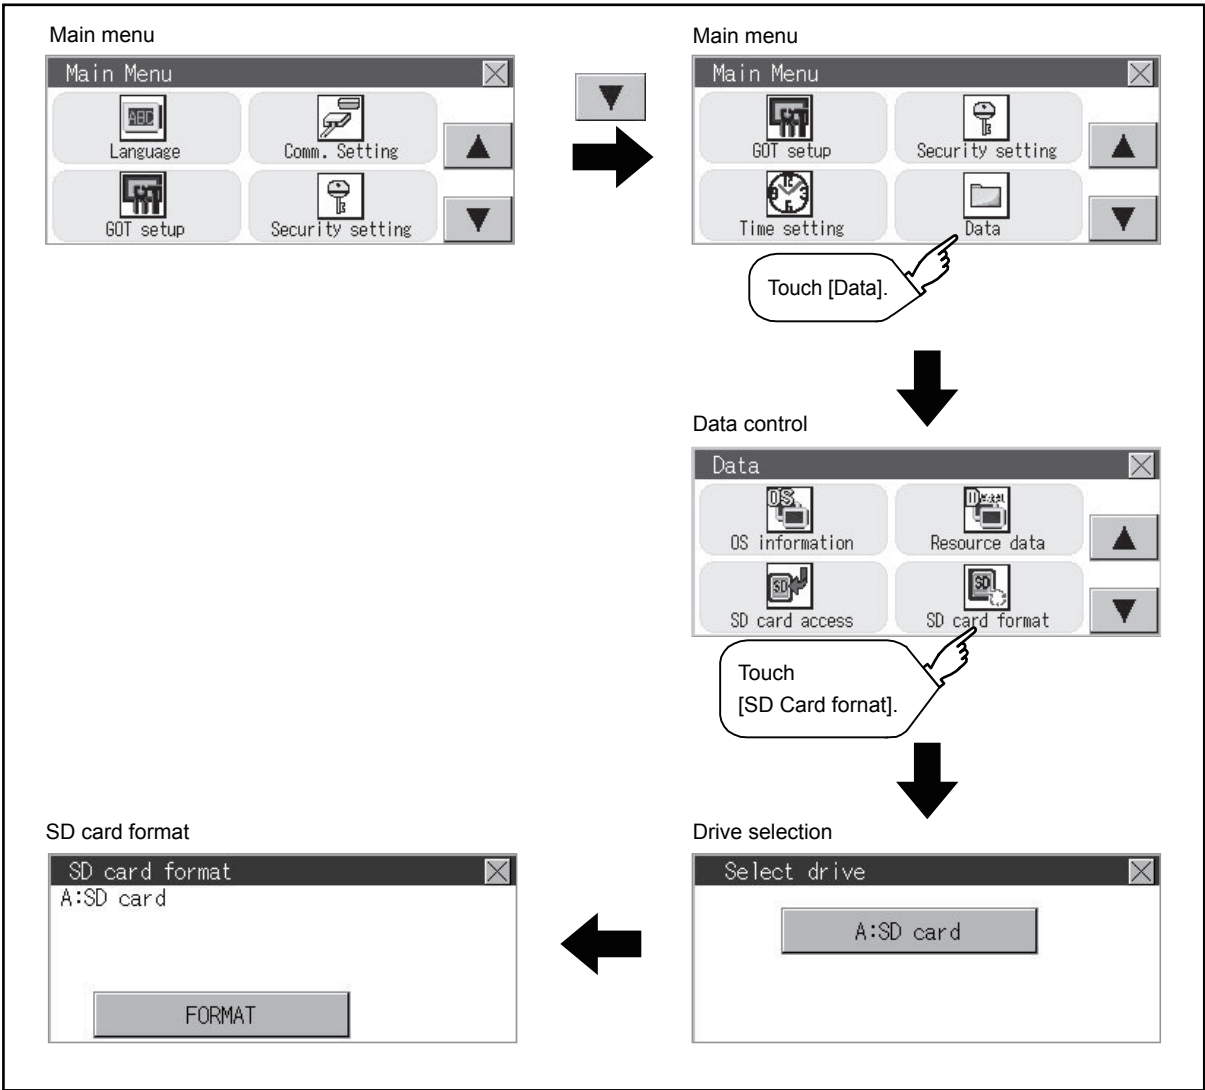 Main menu
Main Menu
Language
Comm. Setting
GOT setup
Security setting
Main menu
Main Menu
GOT setup
Security setting
Time setting
Data
Touch [Data].
Data control
Data
OS information
Resource data
SD card access
SD card format
Touch
[SD Card fornat].
Drive selection
Select drive
A:SD card
SD card format
SD card format
A:SD card
FORMAT